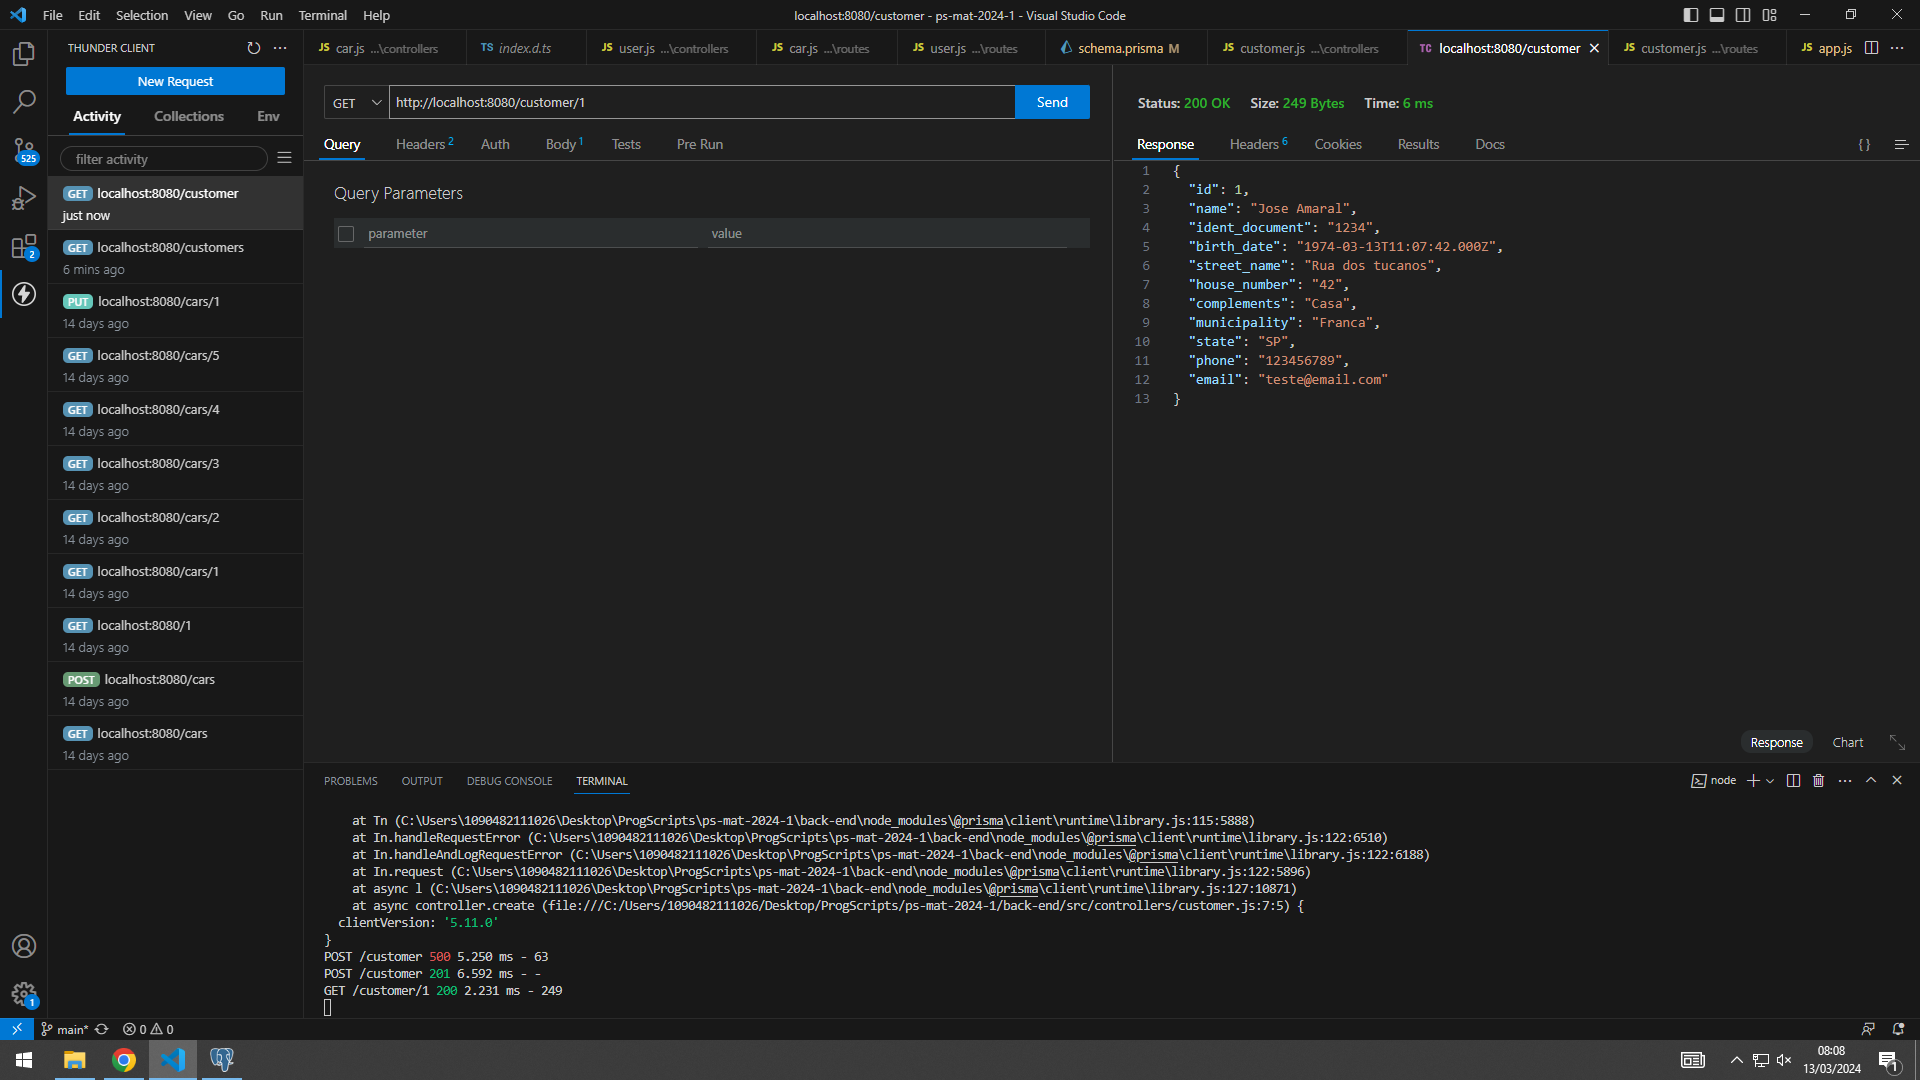 File Edit Selection View Go Run Terminal Help
localhost:8080/customer - ps-mat-2024-1 - Visual Studio Code
THUNDER CLIENT
New Request
Activity Collections Env
filter activity
GET localhost:8080/customer
just now
GET localhost:8080/customers
6 mins ago
PUT localhost:8080/cars/1
14 days ago
GET localhost:8080/cars/5
14 days ago
GET localhost:8080/cars/4
14 days ago
GET localhost:8080/cars/3
14 days ago
GET localhost:8080/cars/2
14 days ago
GET localhost:8080/cars/1
14 days ago
GET localhost:8080/1
14 days ago
POST localhost:8080/cars
14 days ago
GET localhost:8080/cars
14 days ago
525
2
1
JS car.js ...\controllers
TS index.d.ts
JS user.js ...\controllers
JS car.js ...\routes
JS user.js ...\routes
schema.prisma M
JS customer.js ...\controllers
TC localhost:8080/customer
JS customer.js ...\routes
JS app.js
GET http://localhost:8080/customer/1 Send
Query Headers 2 Auth Body 1 Tests Pre Run
Query Parameters
parameter value
Status: 200 OK Size: 249 Bytes Time: 6 ms
Response Headers 6 Cookies Results Docs { }
1 {
2 "id": 1,
3 "name": "Jose Amaral",
4 "ident_document": "1234",
5 "birth_date": "1974-03-13T11:07:42.000Z",
6 "street_name": "Rua dos tucanos",
7 "house_number": "42",
8 "complements": "Casa",
9 "municipality": "Franca",
10 "state": "SP",
11 "phone": "123456789",
12 "email": "teste@email.com"
13 }
Response Chart
PROBLEMS OUTPUT DEBUG CONSOLE TERMINAL
node
at Tn (C:\Users\1090482111026\Desktop\ProgScripts\ps-mat-2024-1\back-end\node_modules\@prisma\client\runtime\library.js:115:5888)
at In.handleRequestError (C:\Users\1090482111026\Desktop\ProgScripts\ps-mat-2024-1\back-end\node_modules\@prisma\client\runtime\library.js:122:6510)
at In.handleAndLogRequestError (C:\Users\1090482111026\Desktop\ProgScripts\ps-mat-2024-1\back-end\node_modules\@prisma\client\runtime\library.js:122:6188)
at In.request (C:\Users\1090482111026\Desktop\ProgScripts\ps-mat-2024-1\back-end\node_modules\@prisma\client\runtime\library.js:122:5896)
at async l (C:\Users\1090482111026\Desktop\ProgScripts\ps-mat-2024-1\back-end\node_modules\@prisma\client\runtime\library.js:127:10871)
at async controller.create (file:///C:/Users/1090482111026/Desktop/ProgScripts/ps-mat-2024-1/back-end/src/controllers/customer.js:7:5) {
clientVersion: '5.11.0'
}
POST /customer 500 5.250 ms - 63
POST /customer 201 6.592 ms - -
GET /customer/1 200 2.231 ms - 249
main* 0 0
08:08
13/03/2024
1